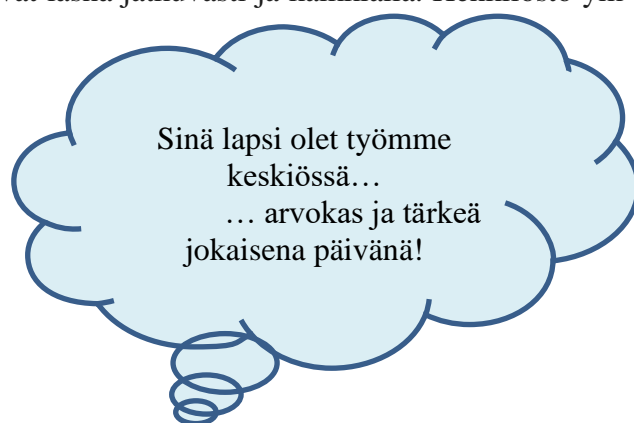 Sinä lapsi olet työmme
keskiössä…
… arvokas ja tärkeä
jokaisena päivänä!